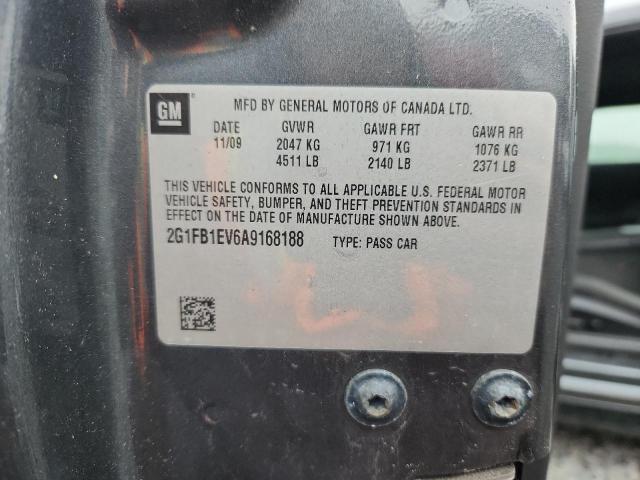 GM ® MFD BY GENERAL MOTORS OF CANADA LTD.
DATE GVWR GAWR FRT GAWR RR
11/09 2047 KG 971 KG 1076 KG
4511 LB 2140 LB 2371 LB
THIS VEHICLE CONFORMS TO ALL APPLICABLE U.S. FEDERAL MOTOR
VEHICLE SAFETY, BUMPER, AND THEFT PREVENTION STANDARDS IN
EFFECT ON THE DATE OF MANUFACTURE SHOWN ABOVE.
2G1FB1EV6A9168188 TYPE: PASS CAR